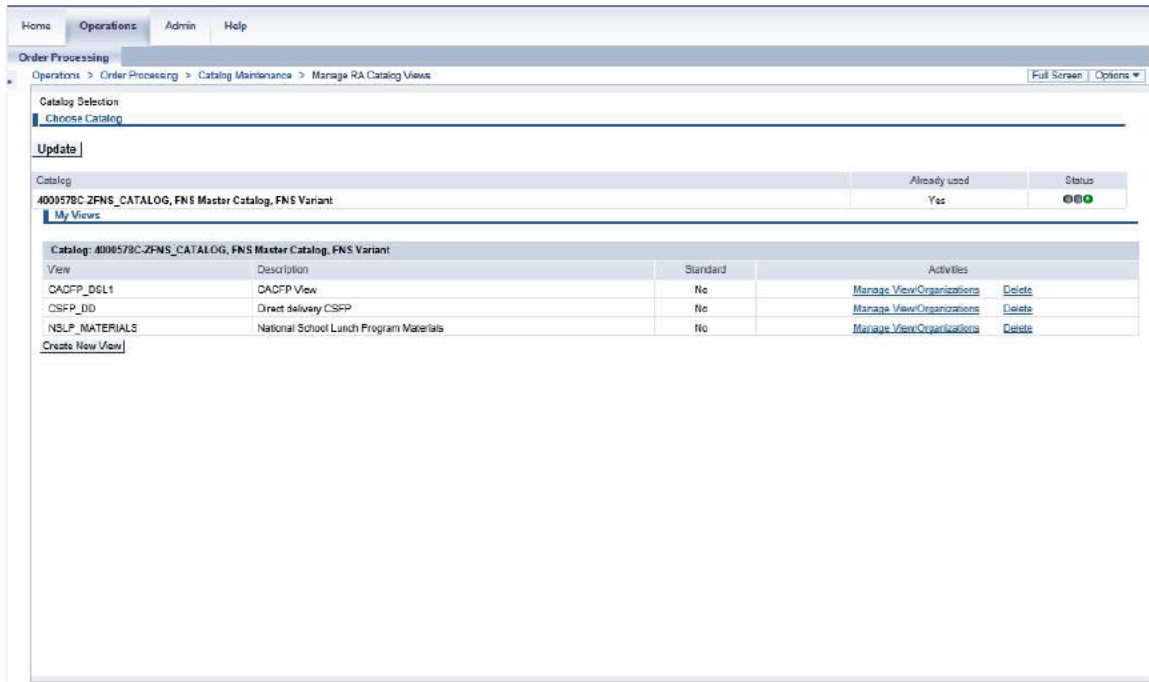 Home Operations Admin Help
Order Processing
Operations > Order Processing > Catalog Maintenance > Manage RA Catalog Views Full Screen Options
Catalog Selection
Choose Catalog
Update
Catalog Already used Status
4000578C-ZFNS_CATALOG, FNS Master Catalog, FNS Variant Yes
My Views
Catalog: 4000578C-ZFNS_CATALOG, FNS Master Catalog, FNS Variant
View Description Standard Activities
CACFP_DSL1 CACFP View No Manage View/Organizations Delete
CSFP_DD Direct delivery CSFP No Manage View/Organizations Delete
NSLP_MATERIALS National School Lunch Program Materials No Manage View/Organizations Delete
Create New View